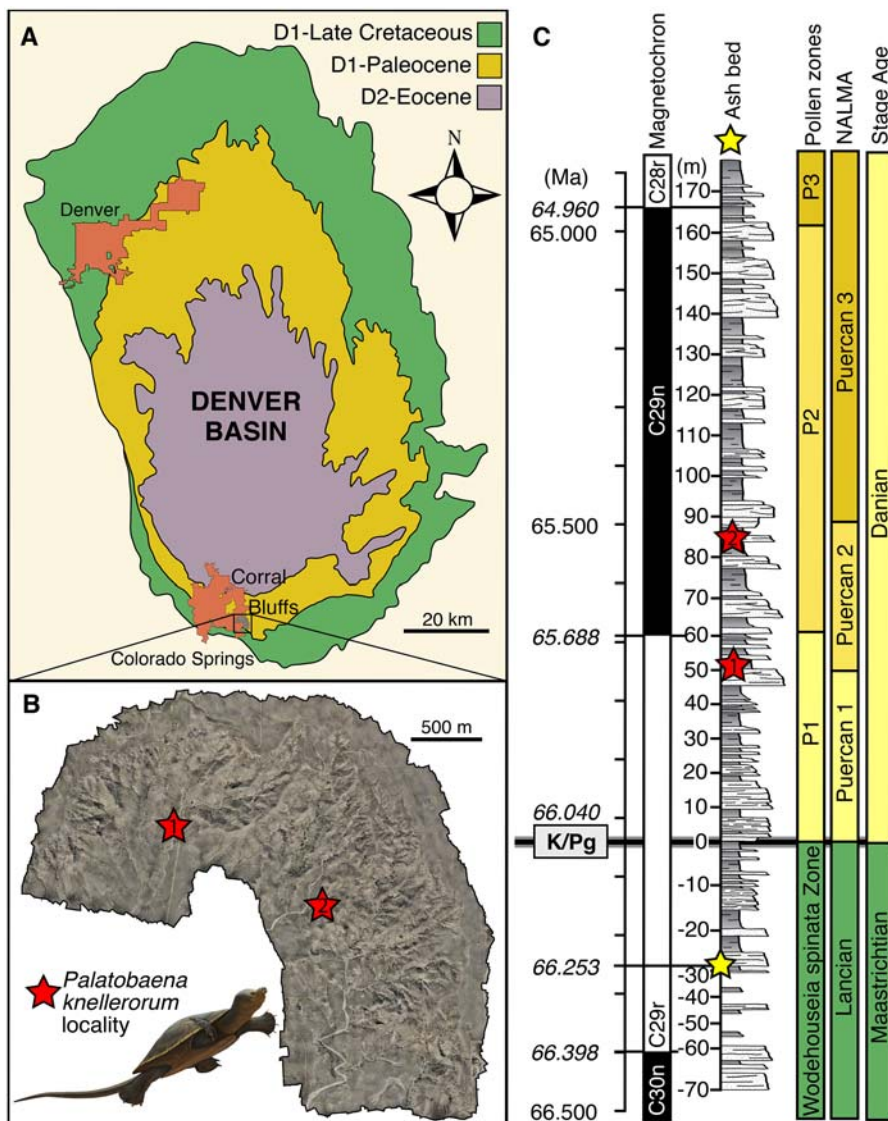 A
D1-Late Cretaceous
D1-Paleocene
D2-Eocene
N
Denver
DENVER
BASIN
Corral
Bluffs
20 km
Colorado Springs
B
500 m
1
2
Palatobaena
knellerorum
locality
C
Magnetochron
Ash bed
Pollen zones
NALMA
Stage Age
(Ma)
(m)
64.960
65.000
65.500
65.688
66.040
K/Pg
66.253
66.398
66.500
C28r
C29n
C29r
C30n
170
160
150
140
130
120
110
100
90
80
70
60
50
40
30
20
10
0
-10
-20
-30
-40
-50
-60
-70
2
1
P3
P2
P1
Wodehouseia spinata Zone
Puercan 3
Puercan 2
Puercan 1
Lancian
Danian
Maastrichtian